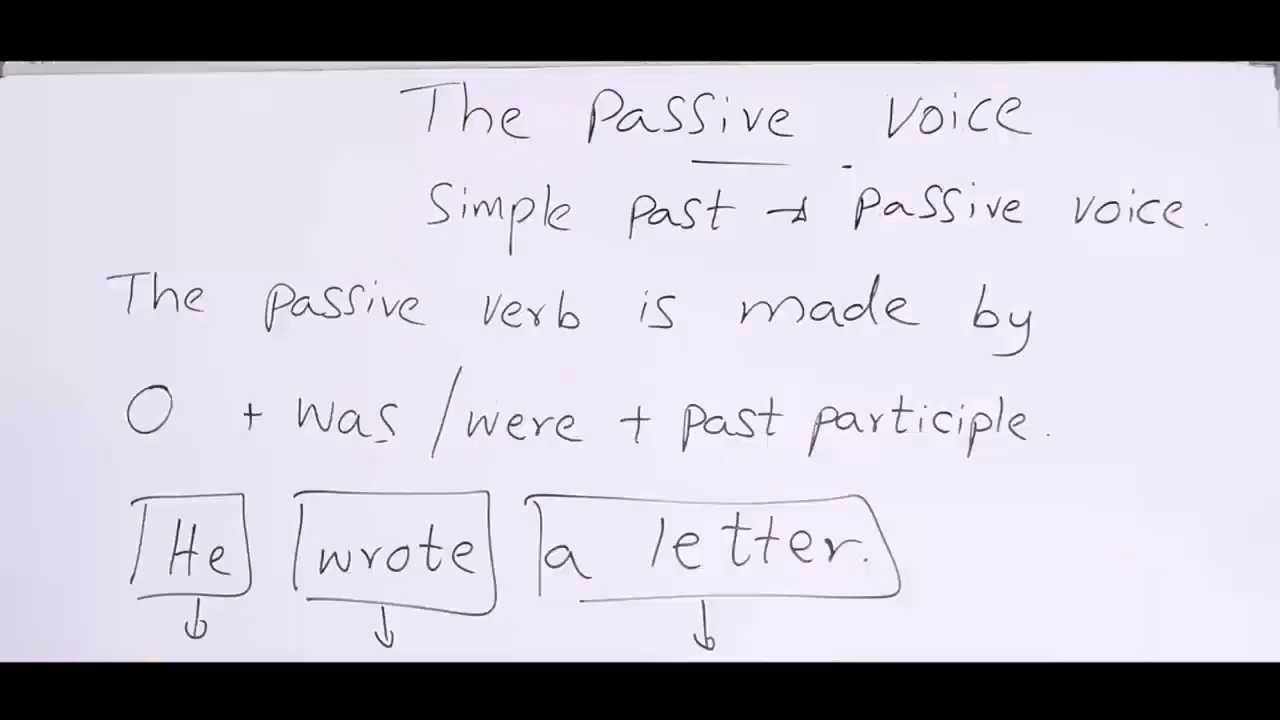 The Passive Voice
Simple past → passive voice.
The passive verb is made by
O + was / were + past participle.
He wrote a letter.